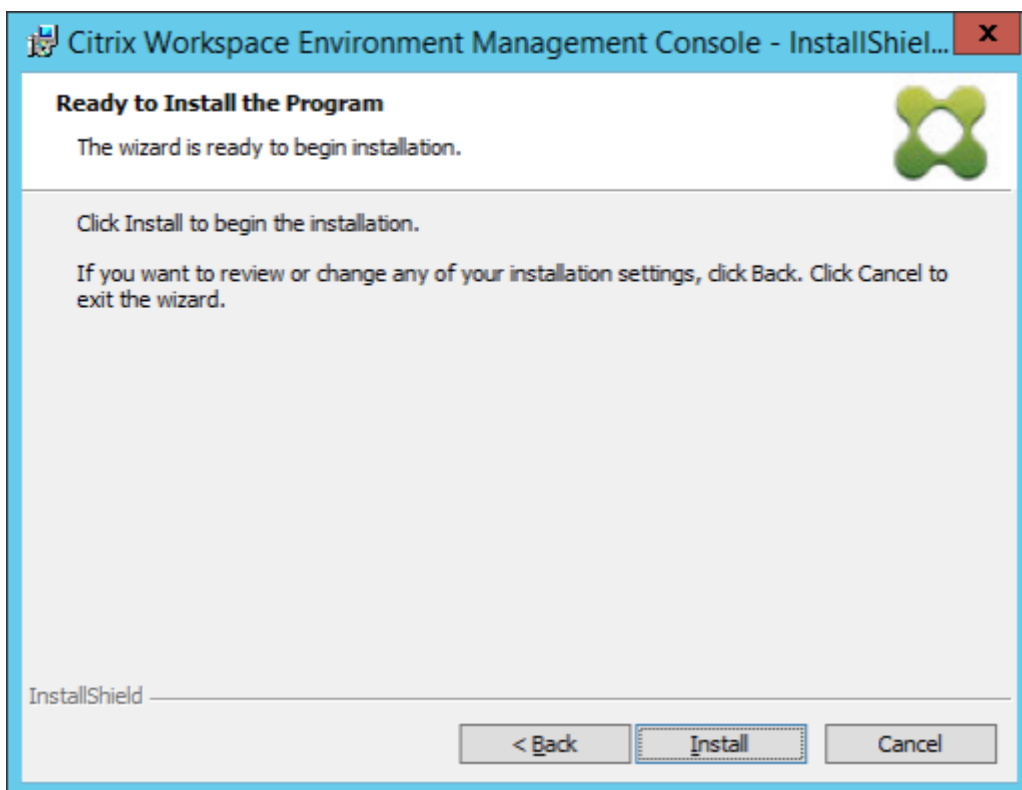 Citrix Workspace Environment Management Console - InstallShiel...
x
Ready to Install the Program
The wizard is ready to begin installation.
Click Install to begin the installation.
If you want to review or change any of your installation settings, click Back. Click Cancel to
exit the wizard.
InstallShield
< Back
Install
Cancel